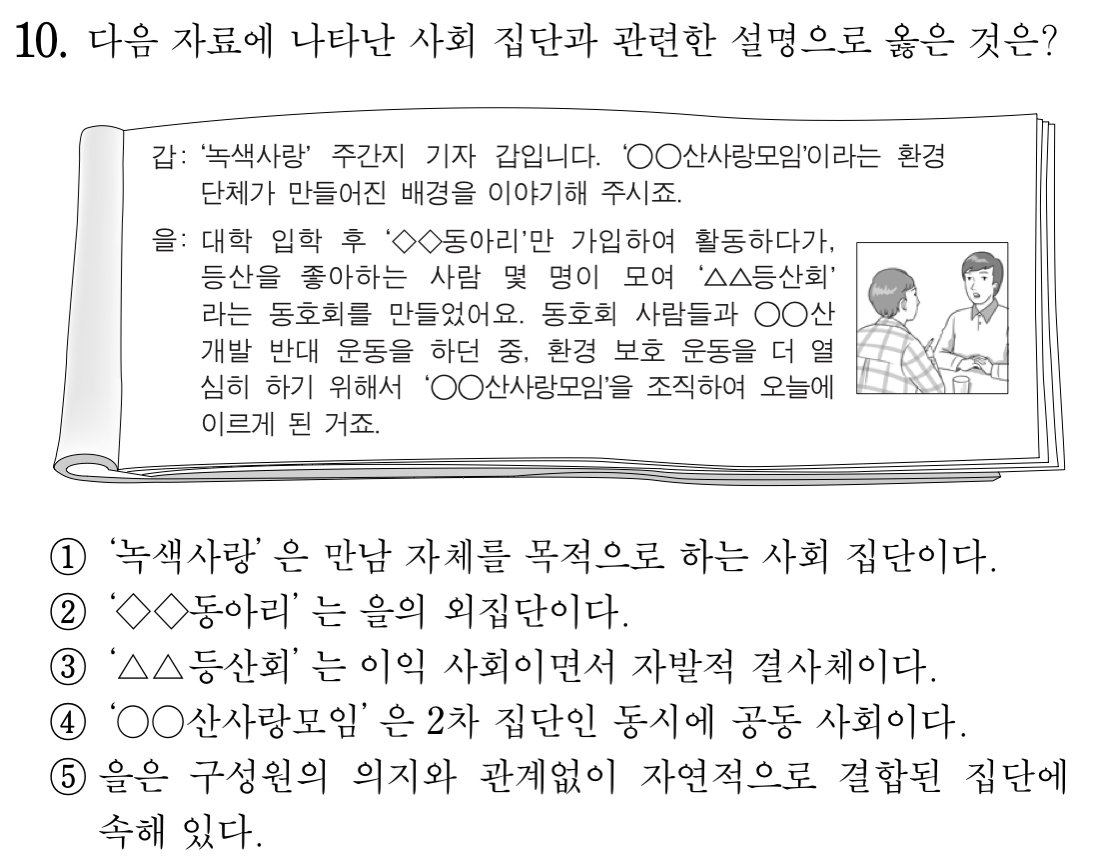 10. 다음 자료에 나타난 사회 집단과 관련한 설명으로 옳은 것은?
갑: ‘녹색사랑’ 주간지 기자 갑입니다. ‘○○산사랑모임’이라는 환경
단체가 만들어진 배경을 이야기해 주시죠.
을: 대학 입학 후 ‘◇◇동아리’만 가입하여 활동하다가,
등산을 좋아하는 사람 몇 명이 모여 ‘△△등산회’
라는 동호회를 만들었어요. 동호회 사람들과 ○○산
개발 반대 운동을 하던 중, 환경 보호 운동을 더 열
심히 하기 위해서 ‘○○산사랑모임’을 조직하여 오늘에
이르게 된 거죠.
① ‘녹색사랑’은 만남 자체를 목적으로 하는 사회 집단이다.
② ‘◇◇동아리’는 을의 외집단이다.
③ ‘△△등산회’는 이익 사회이면서 자발적 결사체이다.
④ ‘○○산사랑모임’은 2차 집단인 동시에 공동 사회이다.
⑤ 을은 구성원의 의지와 관계없이 자연적으로 결합된 집단에
속해 있다.